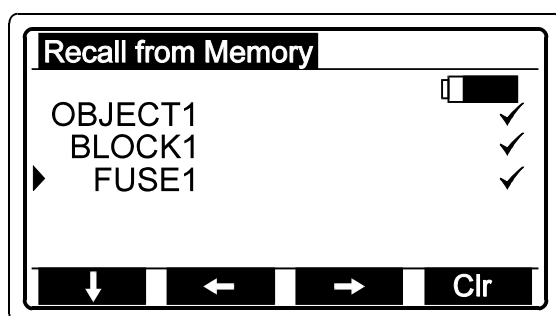 Recall from Memory
OBJECT1 ✓
BLOCK1 ✓
FUSE1 ✓
↓ ← → Clr